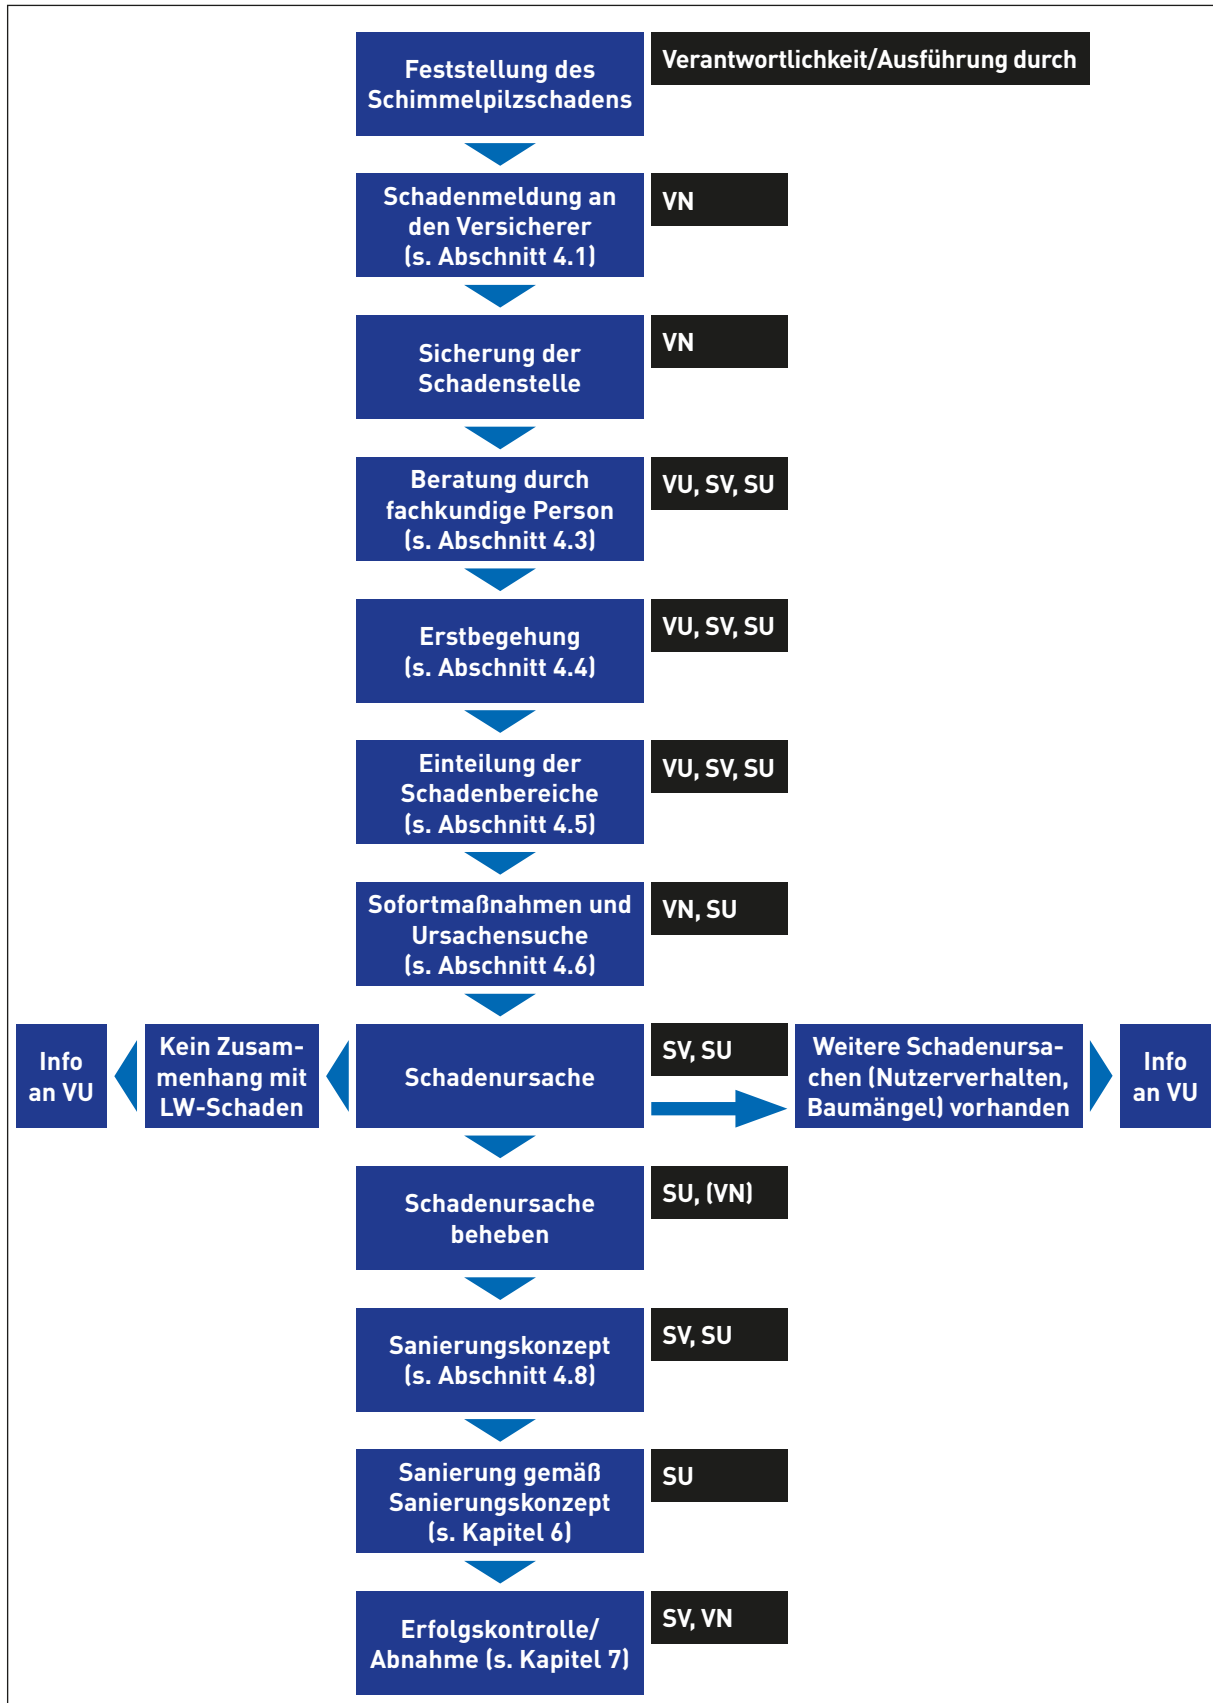 Feststellung des
Schimmelpilzschadens
Verantwortlichkeit/Ausführung durch
Schadenmeldung an
den Versicherer
(s. Abschnitt 4.1)
VN
Sicherung der
Schadenstelle
VN
Beratung durch
fachkundige Person
(s. Abschnitt 4.3)
VU, SV, SU
Erstbegehung
(s. Abschnitt 4.4)
VU, SV, SU
Einteilung der
Schadenbereiche
(s. Abschnitt 4.5)
VU, SV, SU
Sofortmaßnahmen und
Ursachensuche
(s. Abschnitt 4.6)
VN, SU
Info
an VU
Kein Zusam-
menhang mit
LW-Schaden
Schadenursache
SV, SU
Weitere Schadenursa-
chen (Nutzerverhalten,
Baumängel) vorhanden
Info
an VU
Schadenursache
beheben
SU, (VN)
Sanierungskonzept
(s. Abschnitt 4.8)
SV, SU
Sanierung gemäß
Sanierungskonzept
(s. Kapitel 6)
SU
Erfolgskontrolle/
Abnahme (s. Kapitel 7)
SV, VN